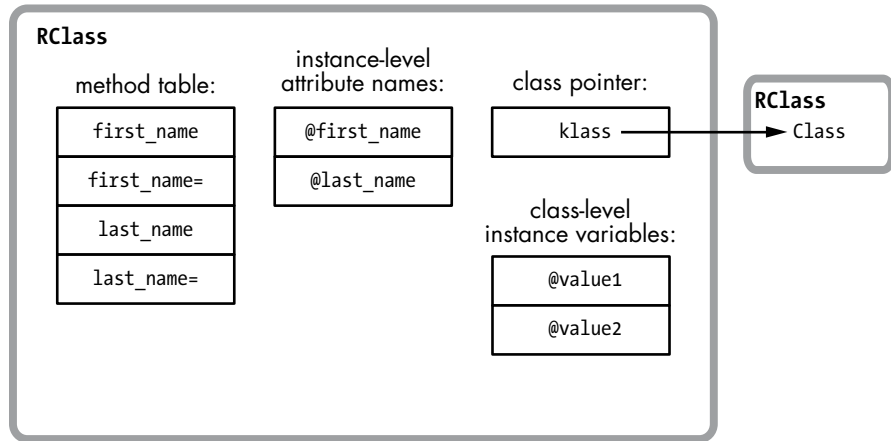 RClass
method table:
first_name
first_name=
last_name
last_name=
instance-level
attribute names:
@first_name
@last_name
class pointer:
klass
class-level
instance variables:
@value1
@value2
RClass
Class